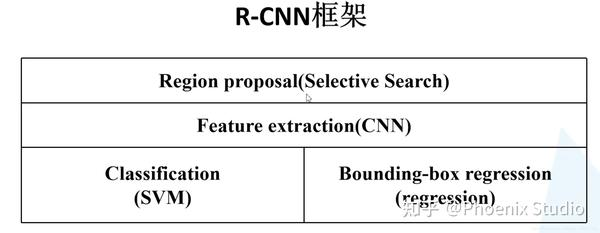 R-CNN框架
Region proposal(Selective Search)
Feature extraction(CNN)
Classification
(SVM)
Bounding-box regression
(regression)
知乎 @Phoenix Studio